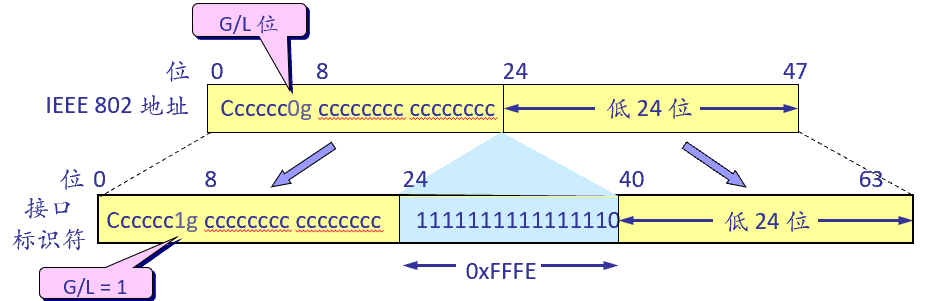 G/L 位
位 0 8 24 47
IEEE 802 地址 Cccccc0g cccccccc cccccccc 低 24 位
位 0 8 24 40 63
接口
标识符
Cccccc1g cccccccc cccccccc 1111111111111110 低 24 位
G/L = 1
0xFFFE